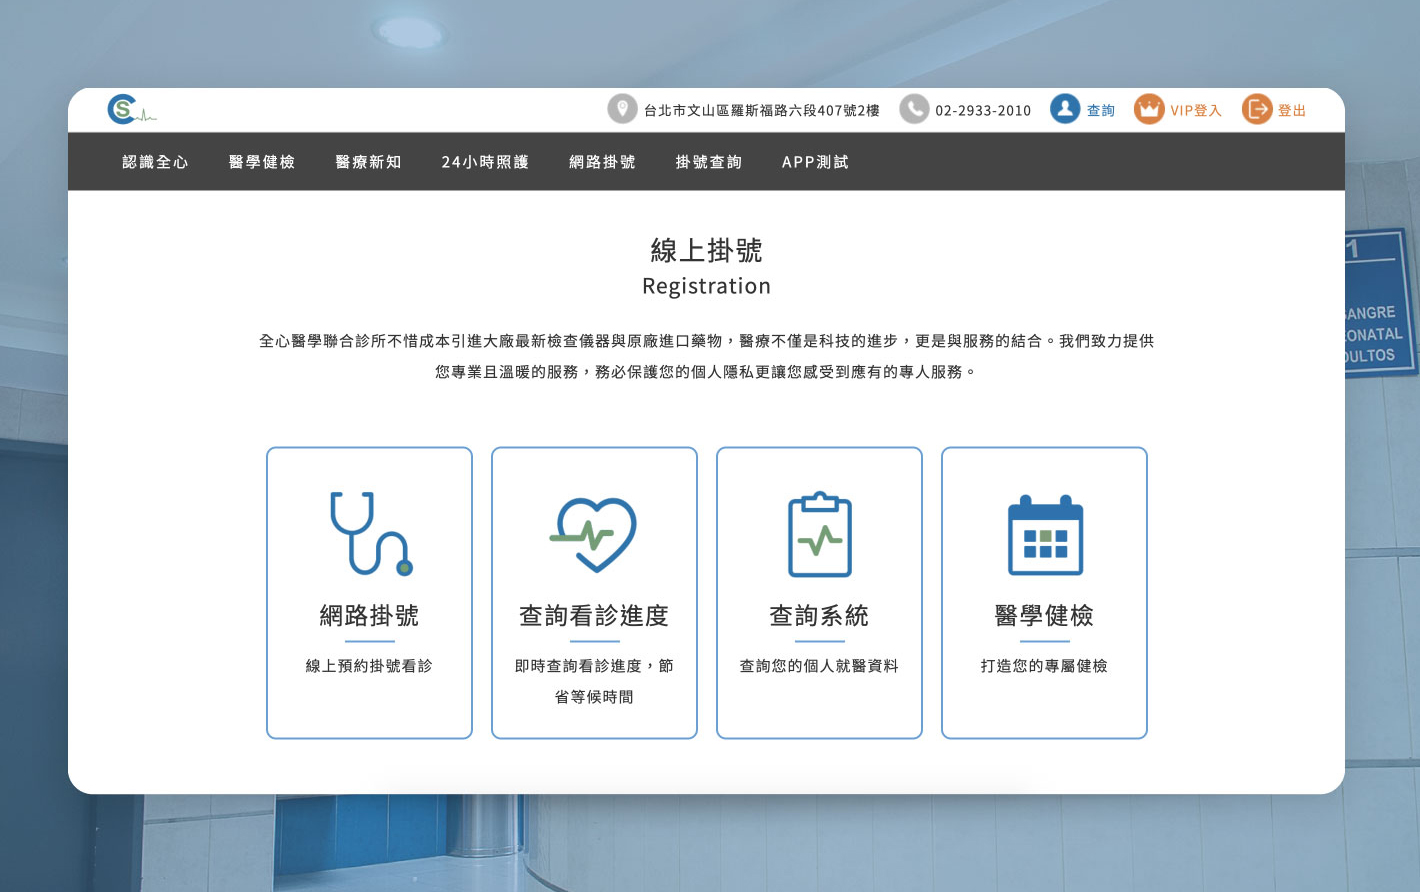 CS
台北市文山區羅斯福路六段407號2樓
02-2933-2010
查詢
VIP登入
登出
認識全心
醫學健檢
醫療新知
24小時照護
網路掛號
掛號查詢
APP測試
線上掛號
Registration
全心醫學聯合診所不惜成本引進大廠最新檢查儀器與原廠進口藥物，醫療不僅是科技的進步，更是與服務的結合。我們致力提供
您專業且溫暖的服務，務必保護您的個人隱私更讓您感受到應有的專人服務。
網路掛號
線上預約掛號看診
查詢看診進度
即時查詢看診進度，節
省等候時間
查詢系統
查詢您的個人就醫資料
醫學健檢
打造您的專屬健檢
1